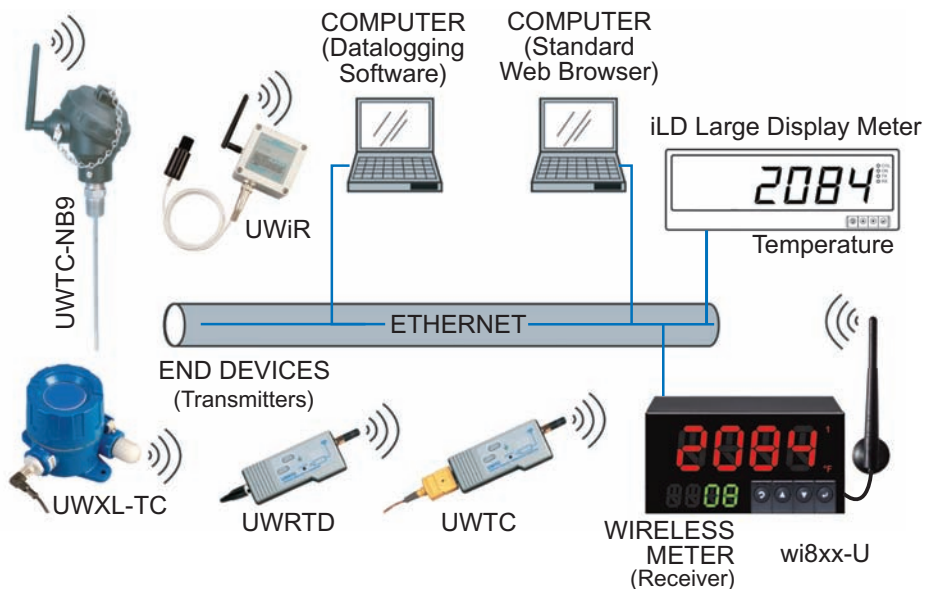 COMPUTER
(Datalogging
Software)
COMPUTER
(Standard
Web Browser)
iLD Large Display Meter
2084
Temperature
UWTC-NB9
UWiR
ETHERNET
END DEVICES
(Transmitters)
UWXL-TC
UWRTD
UWTC
2084
1
°F
08
WIRELESS
METER
(Receiver)
wi8xx-U